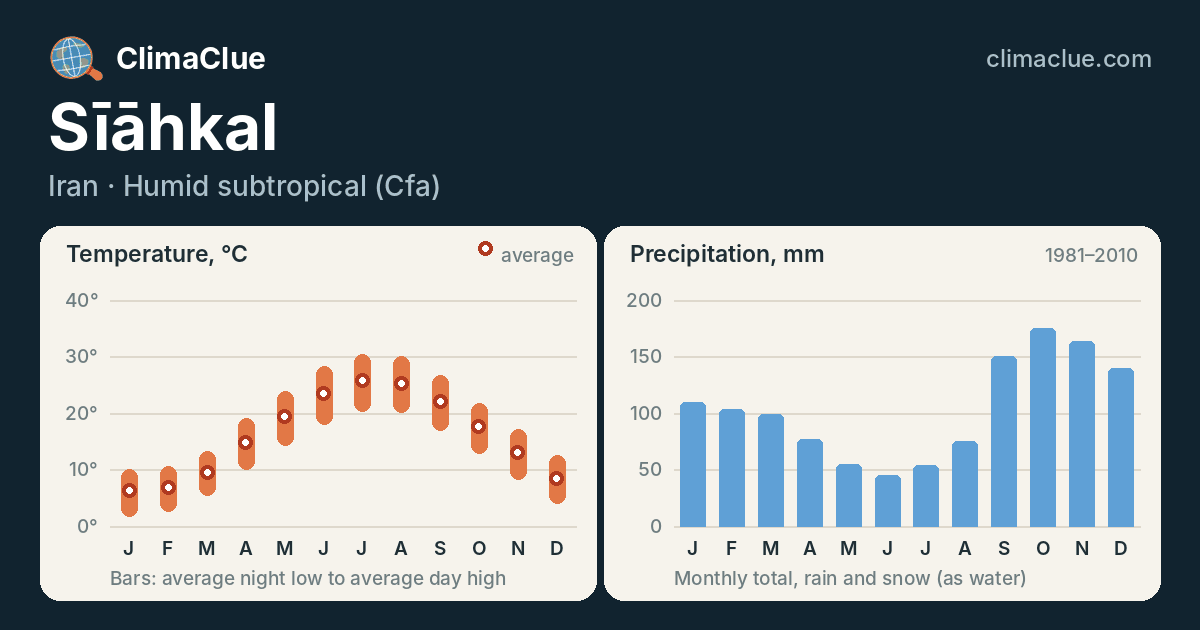 ClimaClue
climaclue.com
Sīāhkal
Iran · Humid subtropical (Cfa)
Temperature, °C
average
40°
30°
20°
10°
0°
J F M A M J J A S O N D
Bars: average night low to average day high
Precipitation, mm
1981–2010
200
150
100
50
0
J F M A M J J A S O N D
Monthly total, rain and snow (as water)